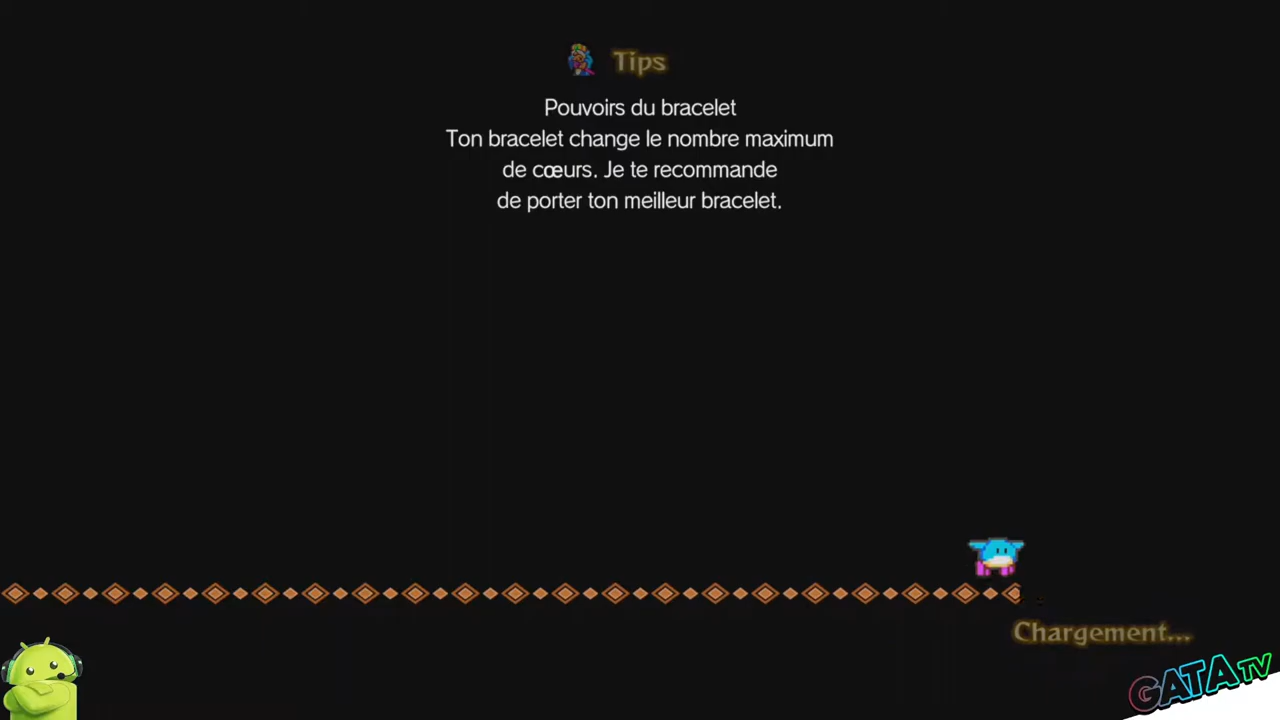 Tips
Pouvoirs du bracelet
Ton bracelet change le nombre maximum
de cœurs. Je te recommande
de porter ton meilleur bracelet.
Chargement...
GATA TV